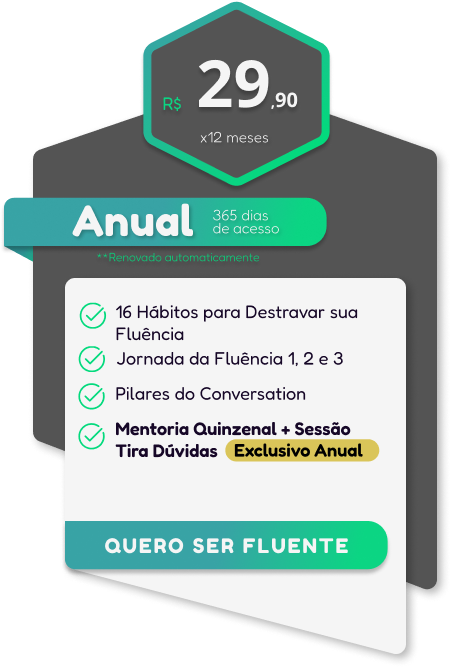 R$ 29,90
x12 meses
Anual 365 dias
de acesso
**Renovado automaticamente
16 Hábitos para Destravar sua
Fluência
Jornada da Fluência 1, 2 e 3
Pilares do Conversation
Mentoria Quinzenal + Sessão
Tira Dúvidas Exclusivo Anual
QUERO SER FLUENTE